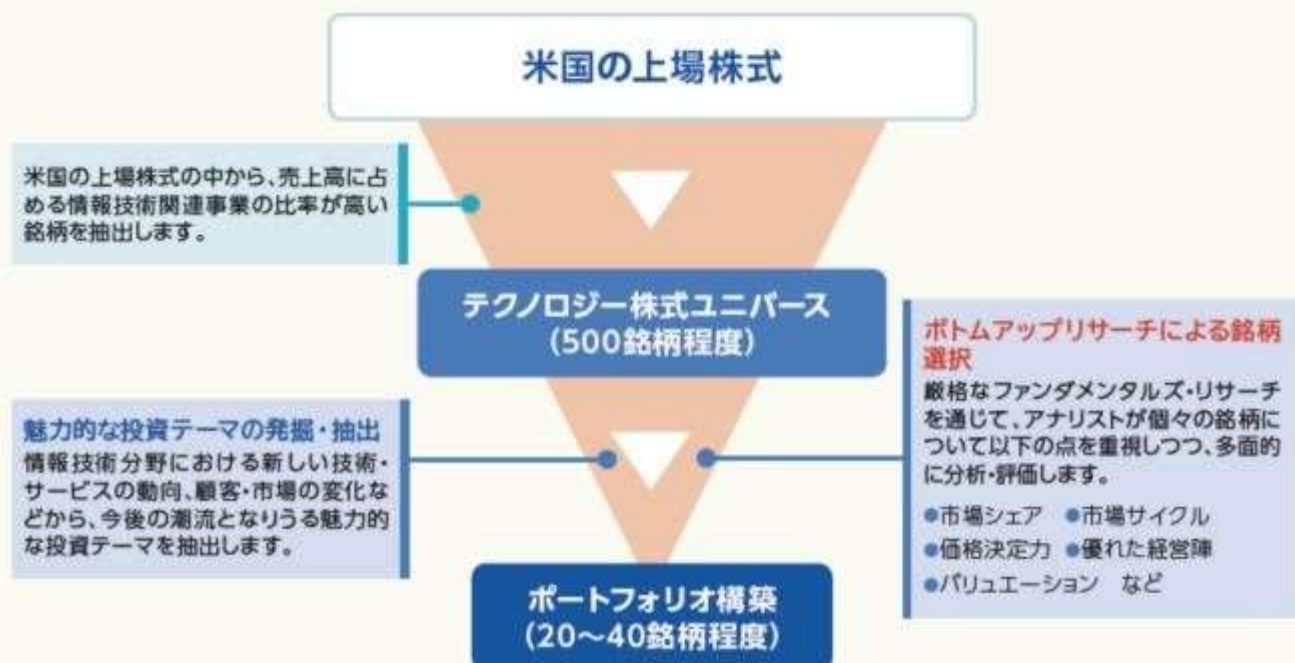 米国の上場株式
米国の上場株式の中から、売上高に占
める情報技術関連事業の比率が高い
銘柄を抽出します。
テクノロジー株式ユニバース
(500銘柄程度)
魅力的な投資テーマの発掘・抽出
情報技術分野における新しい技術・
サービスの動向、顧客・市場の変化な
どから、今後の潮流となりうる魅力的
な投資テーマを抽出します。
ボトムアップリサーチによる銘柄
選択
厳格なファンダメンタルズ・リサーチ
を通じて、アナリストが個々の銘柄に
ついて以下の点を重視しつつ、多面的
に分析・評価します。
●市場シェア ●市場サイクル
●価格決定力 ●優れた経営陣
●バリュエーション など
ポートフォリオ構築
(20〜40銘柄程度)